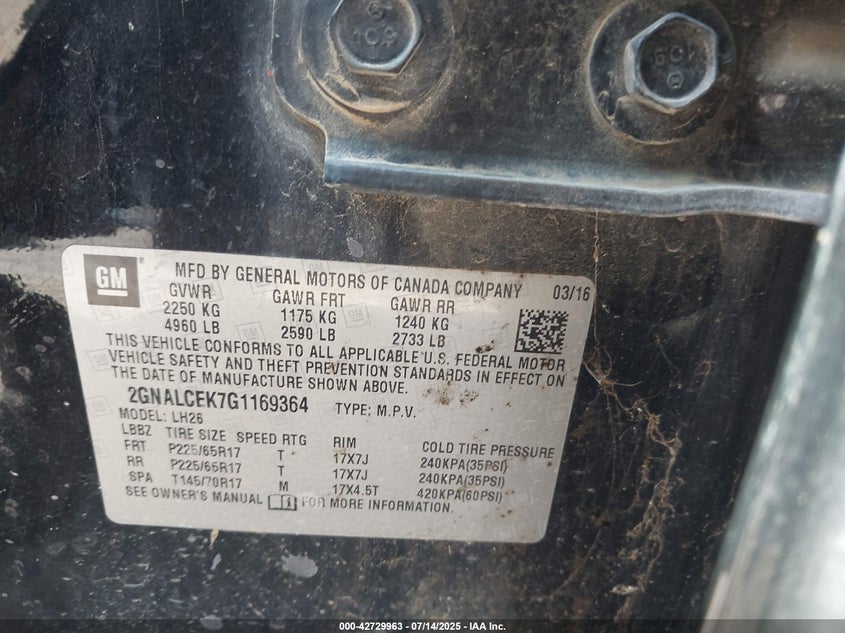 10.9
10.9
GM
MFD BY GENERAL MOTORS OF CANADA COMPANY 03/16
GVWR GAWR FRT GAWR RR
2250 KG 1175 KG 1240 KG
4960 LB 2590 LB 2733 LB
THIS VEHICLE CONFORMS TO ALL APPLICABLE U.S. FEDERAL MOTOR
VEHICLE SAFETY AND THEFT PREVENTION STANDARDS IN EFFECT ON
THE DATE OF MANUFACTURE SHOWN ABOVE.
2GNALCEK7G1169364 TYPE: M.P.V.
MODEL: LH26
LBBZ TIRE SIZE SPEED RTG RIM COLD TIRE PRESSURE
FRT P225/65R17 T 17X7J 240KPA(35PSI)
RR P225/65R17 T 17X7J 240KPA(35PSI)
SPA T145/70R17 M 17X4.5T 420KPA(60PSI)
SEE OWNER'S MANUAL FOR MORE INFORMATION.
000-42729963 - 07/14/2025 - IAA Inc.